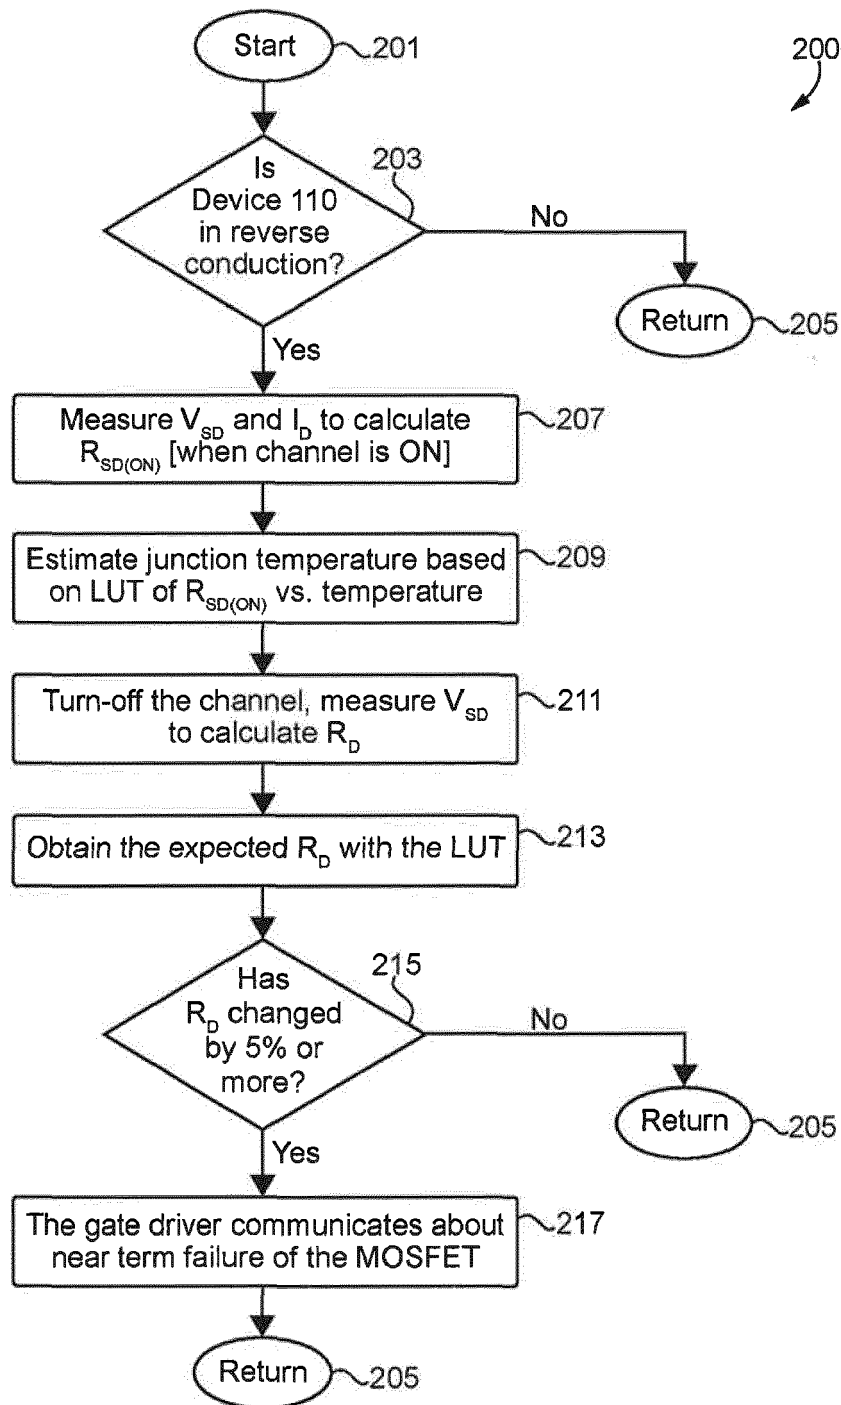 Start
201
200
203
Is
Device 110
in reverse
conduction?
No
Return
205
Yes
Measure V_SD and I_D to calculate
R_SD(ON) [when channel is ON]
207
Estimate junction temperature based
on LUT of R_SD(ON) vs. temperature
209
Turn-off the channel, measure V_SD
to calculate R_D
211
Obtain the expected R_D with the LUT
213
215
Has
R_D changed
by 5% or
more?
No
Return
205
Yes
The gate driver communicates about
near term failure of the MOSFET
217
Return
205